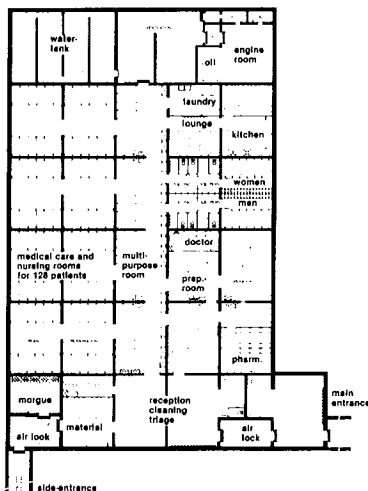 water-
tank
oil
engine
room
laundry
lounge
kitchen
women
men
doctor
medical care and
nursing rooms
for 128 patients
multi-
purpose
room
prep.-
room
pharm.
morgue
material
reception
cleaning
triage
main
entrance
air look
air
lock
side-entrance